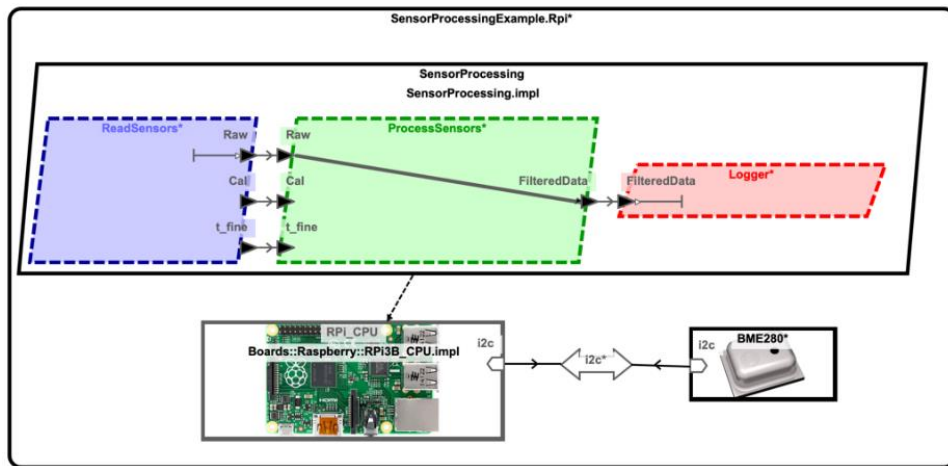 SensorProcessingExample.Rpi*
SensorProcessing
SensorProcessing.impl
ReadSensors*
ProcessSensors*
Raw
Raw
Cal
Cal
FilteredData
FilteredData
Logger*
t_fine
t_fine
RPi_CPU
Boards::Raspberry::RPi3B_CPU.impl
i2c
i2c*
i2c
BME280*